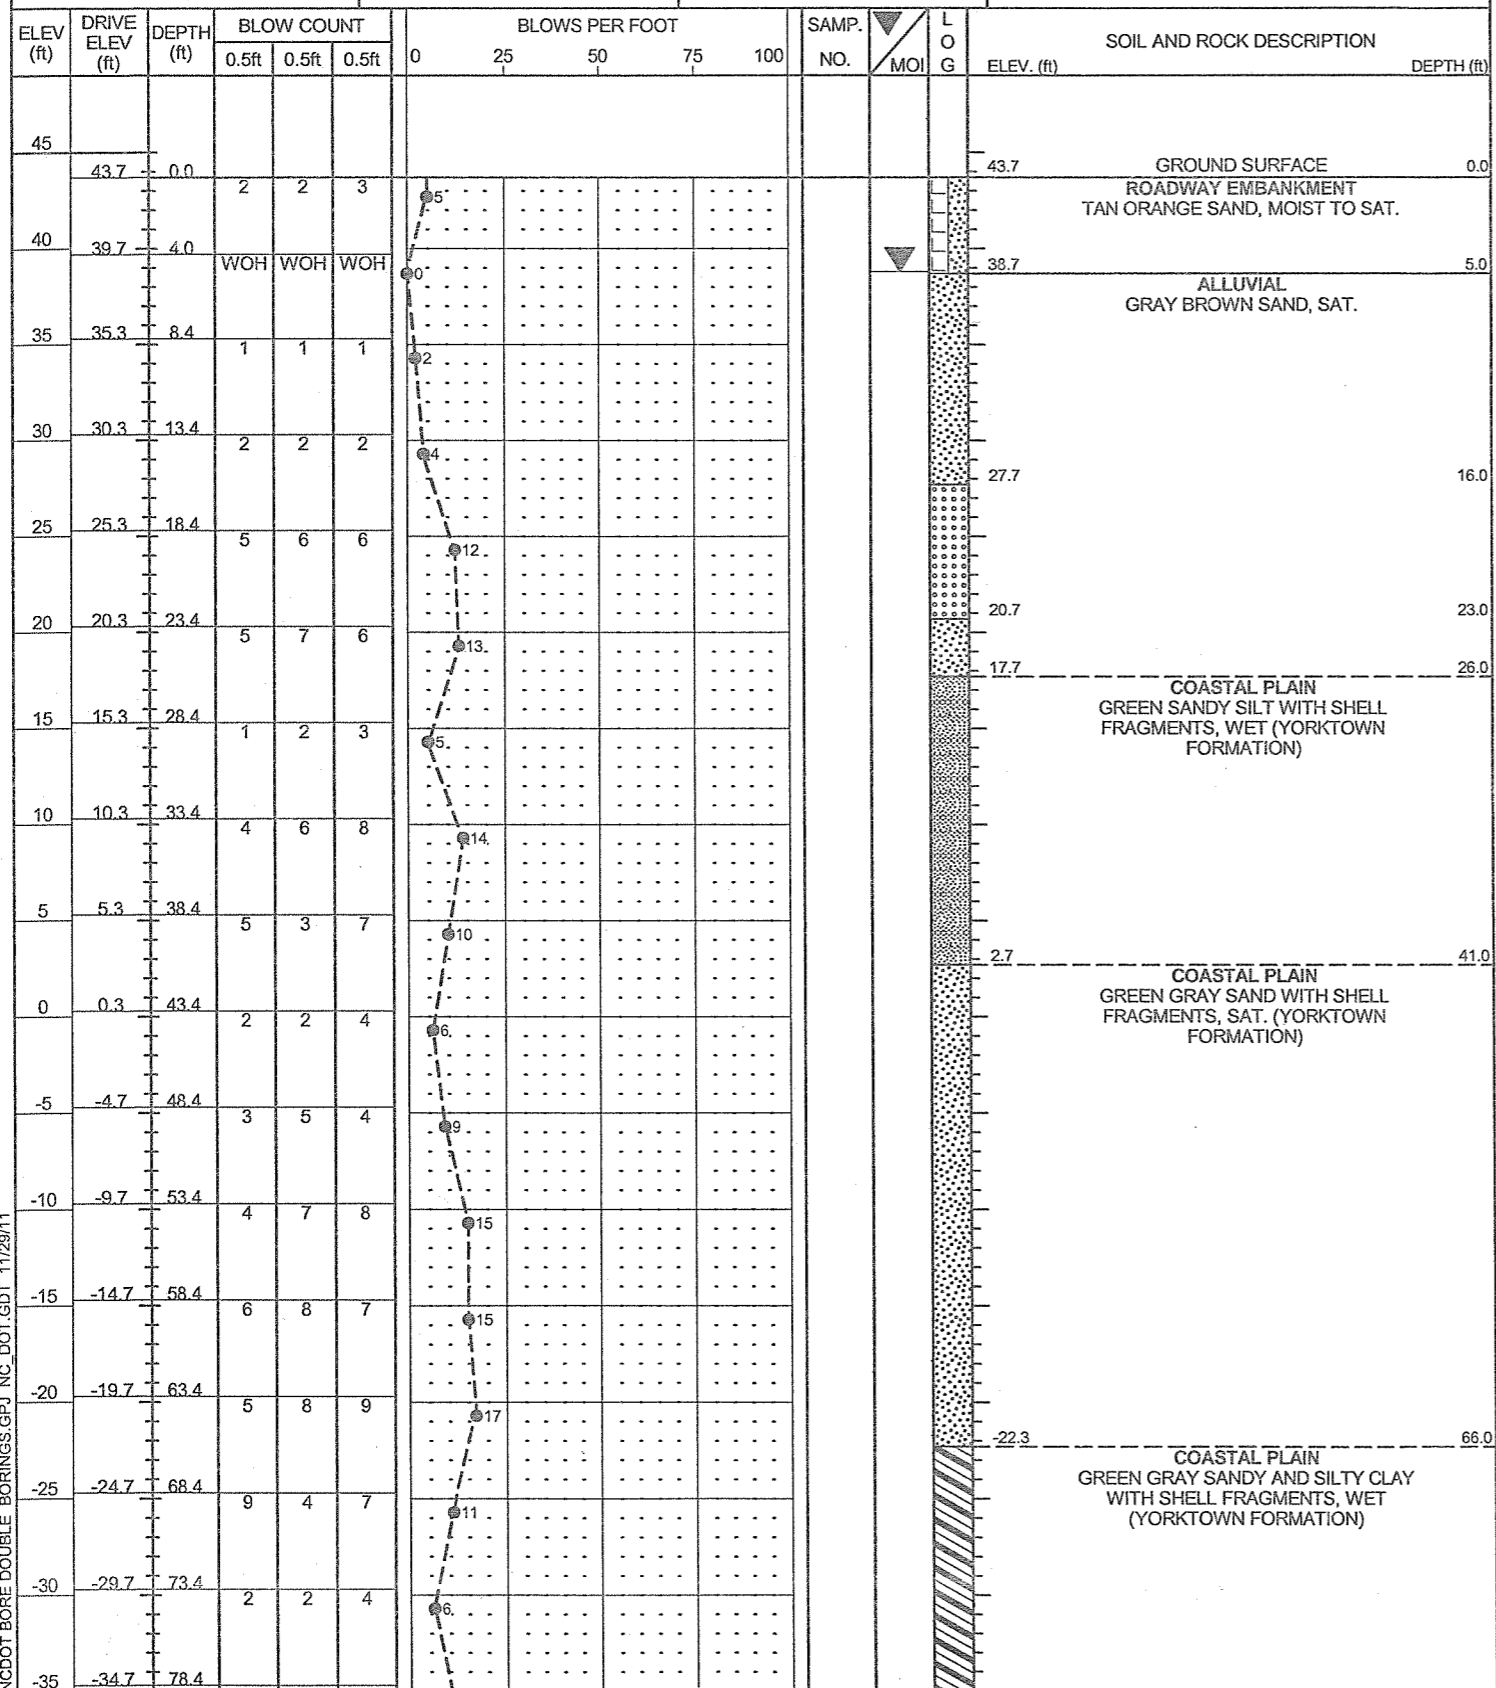 ELEV (ft) DRIVE ELEV (ft) DEPTH (ft) BLOW COUNT BLOWS PER FOOT SAMP. NO. MOI LOG SOIL AND ROCK DESCRIPTION
0.5ft 0.5ft 0.5ft 0 25 50 75 100 ELEV. (ft) DEPTH (ft)
45
43.7 0.0 43.7 GROUND SURFACE 0.0
2 2 3 5 ROADWAY EMBANKMENT
TAN ORANGE SAND, MOIST TO SAT.
40
39.7 4.0
WOH WOH WOH 0 38.7 5.0
ALLUVIAL
GRAY BROWN SAND, SAT.
35 35.3 8.4
1 1 1 2
30 30.3 13.4
2 2 2 4
27.7 16.0
25 25.3 18.4
5 6 6 12
20.7 23.0
20 20.3 23.4
5 7 6 13
17.7 26.0
COASTAL PLAIN
GREEN SANDY SILT WITH SHELL
15 15.3 28.4
1 2 3 5 FRAGMENTS, WET (YORKTOWN
FORMATION)
10 10.3 33.4
4 6 8 14
5 5.3 38.4
5 3 7 10
2.7 41.0
COASTAL PLAIN
GREEN GRAY SAND WITH SHELL
0 0.3 43.4
2 2 4 6 FRAGMENTS, SAT. (YORKTOWN
FORMATION)
-5 -4.7 48.4
3 5 4 9
-10 -9.7 53.4
4 7 8 15
-15 -14.7 58.4
6 8 7 15
-20 -19.7 63.4
5 8 9 17
-22.3 66.0
COASTAL PLAIN
GREEN GRAY SANDY AND SILTY CLAY
-25 -24.7 68.4
9 4 7 11 WITH SHELL FRAGMENTS, WET
(YORKTOWN FORMATION)
-30 -29.7 73.4
2 2 4 6
-35 -34.7 78.4
NCDOT BORE DOUBLE BORINGS.GPJ NC_DOT.GDT 11/29/11